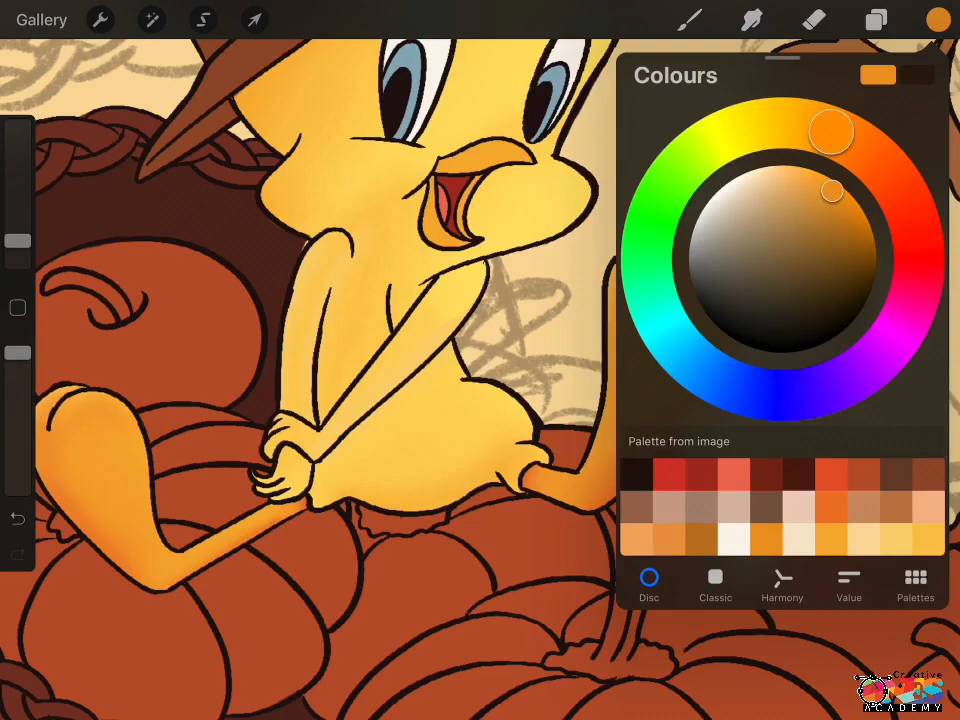 Gallery
Colours
Palette from image
Disc
Classic
Harmony
Value
Palettes
Creative
ACADEMY